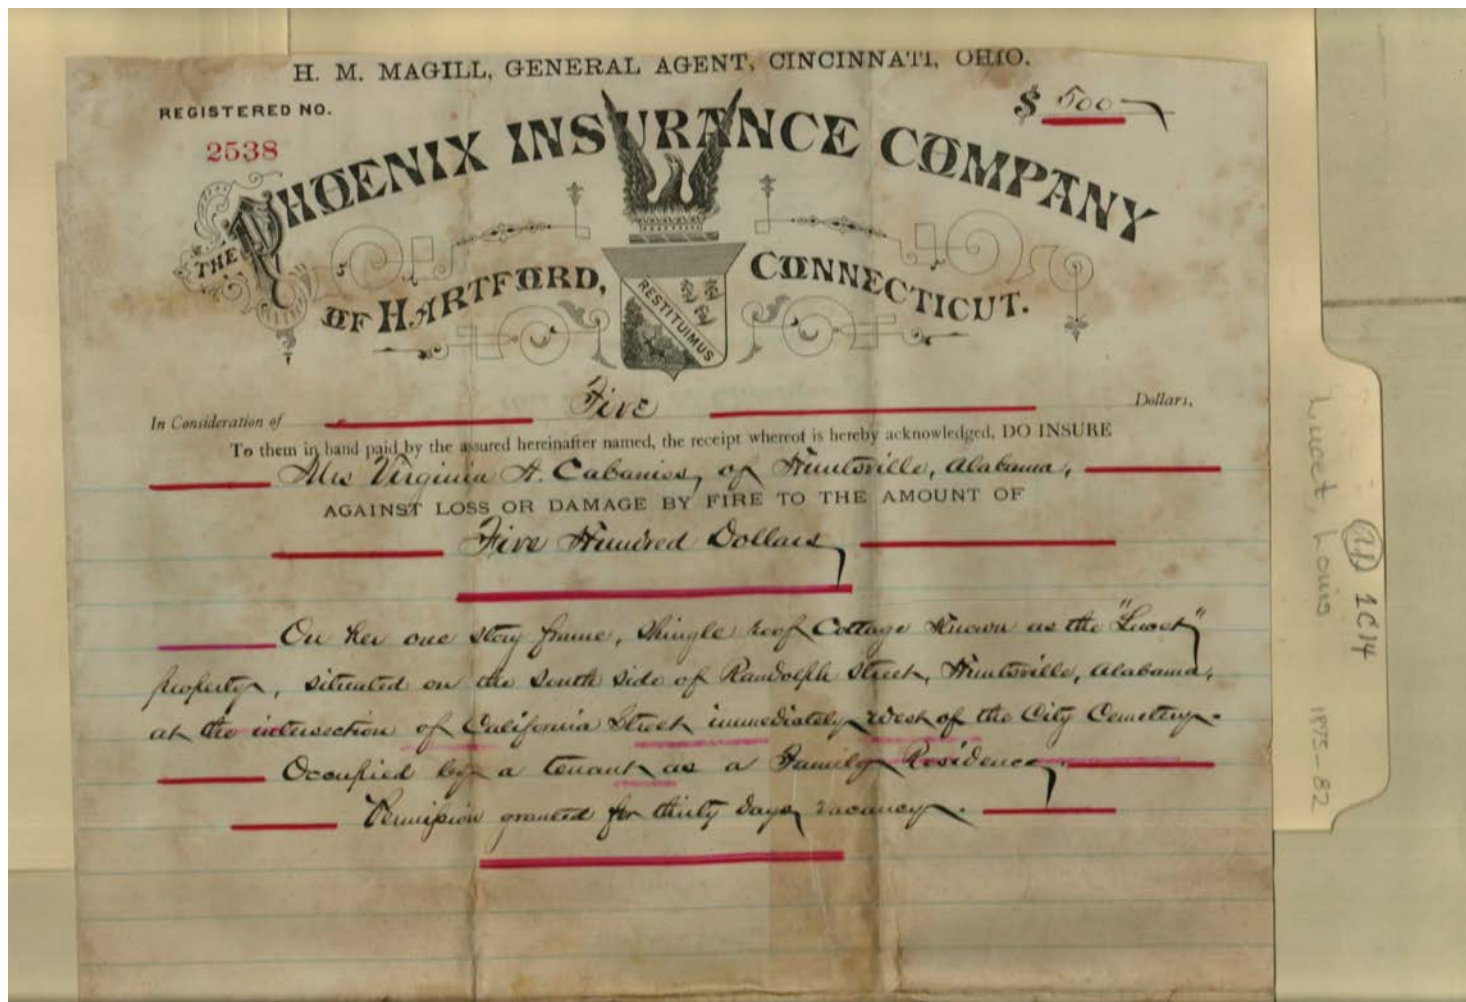 H. M. MAGILL, GENERAL AGENT, CINCINNATI, OHIO.
REGISTERED NO.
2538
$ 500
THE PHOENIX INSURANCE COMPANY
OF HARTFORD, CONNECTICUT.
RESTITUIMUS
In Consideration of Five Dollars,
To them in hand paid by the assured hereinafter named, the receipt whereof is hereby acknowledged, DO INSURE
Mrs Virginia A. Cabaniss, of Huntsville, Alabama,
AGAINST LOSS OR DAMAGE BY FIRE TO THE AMOUNT OF
Five Hundred Dollars
On her one story frame, shingle roof Cottage Known as the "Lucet"
property, situated on the South side of Randolph Street, Huntsville, Alabama,
at the intersection of California Street immediately West of the City Cemetery.
Occupied by a tenant as a Family Residence,
Permission granted for thirty days vacancy.
Lucet, Louis
1C14
1875-82